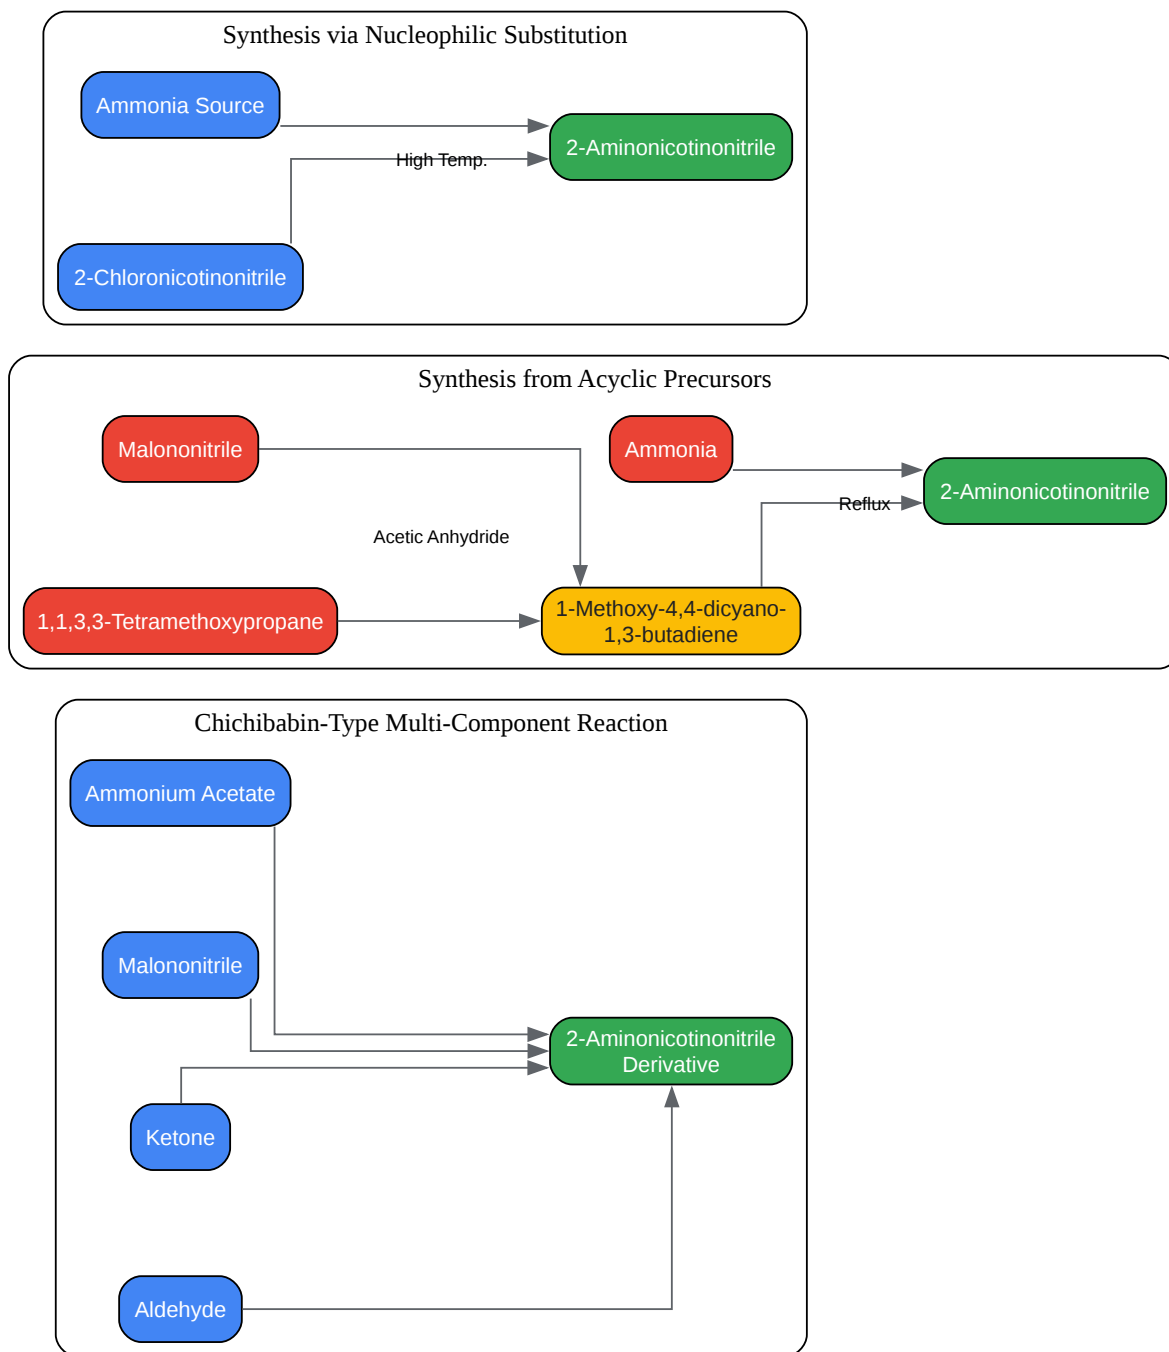 Synthesis via Nucleophilic Substitution
Ammonia Source
2-Aminonicotinonitrile
High Temp.
2-Chloronicotinonitrile
Synthesis from Acyclic Precursors
Malononitrile
Ammonia
2-Aminonicotinonitrile
Reflux
Acetic Anhydride
1,1,3,3-Tetramethoxypropane
1-Methoxy-4,4-dicyano-
1,3-butadiene
Chichibabin-Type Multi-Component Reaction
Ammonium Acetate
Malononitrile
2-Aminonicotinonitrile
Derivative
Ketone
Aldehyde